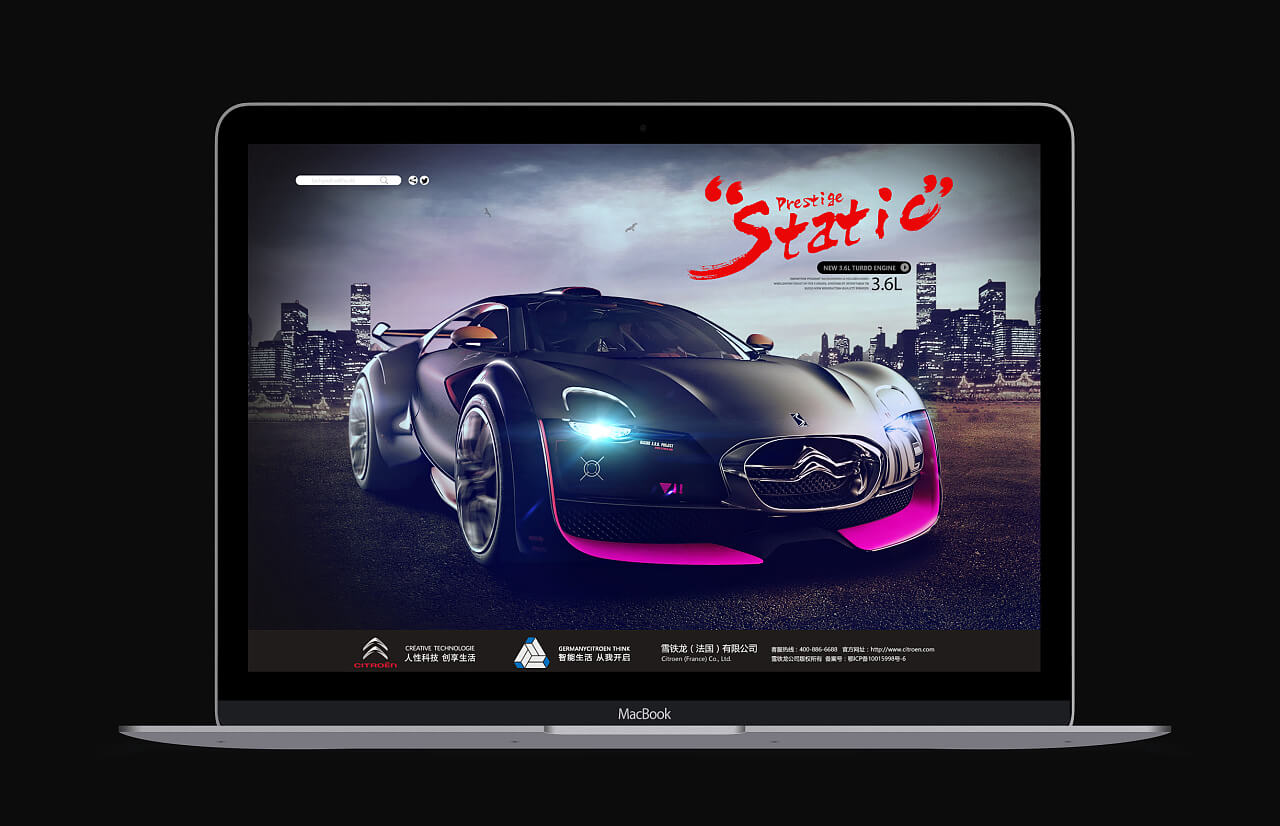 “Prestige
Static”
NEW 3.6L TURBO ENGINE
3.6L
CITROËN
CREATIVE TECHNOLOGIE
人性科技 创享生活
GERMANYCITROEN THINK
智能生活 从我开启
雪铁龙（法国）有限公司
Citroen (France) Co., Ltd.
客服热线：400-886-6688 官方网址：http://www.citroen.com
雪铁龙公司版权所有 备案号：鄂ICP备10015998号-6
MacBook